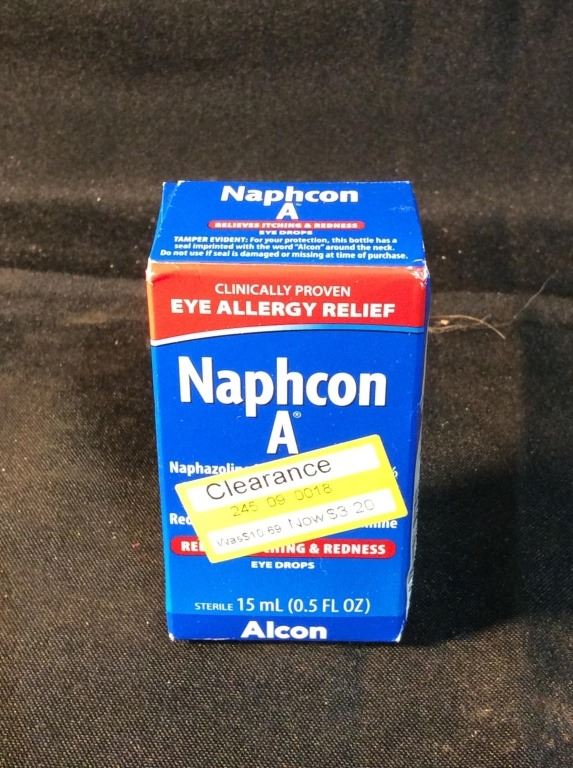 Naphcon
A
RELIEVES ITCHING & REDNESS
EYE DROPS
TAMPER EVIDENT: For your protection, this bottle has a
seal imprinted with the word "Alcon" around the neck.
Do not use if seal is damaged or missing at time of purchase.
CLINICALLY PROVEN
EYE ALLERGY RELIEF
Naphcon
A®
%
Clearance
245 09 0018
Was$10.69 Now $3.20
& REDNESS
EYE DROPS
STERILE 15 mL (0.5 FL OZ)
Alcon